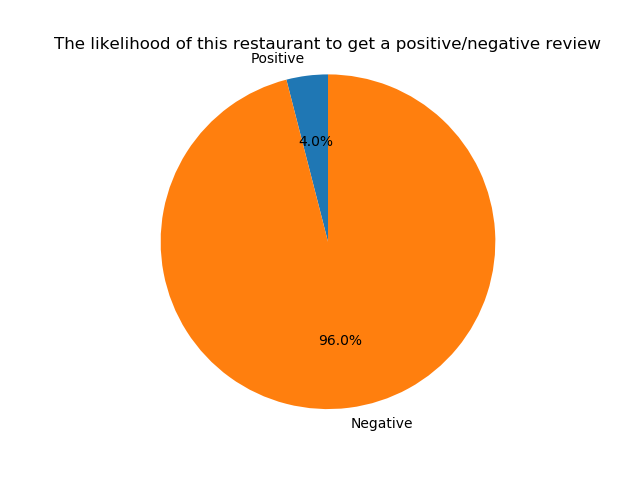 The likelihood of this restaurant to get a positive/negative review
Positive
4.0%
96.0%
Negative